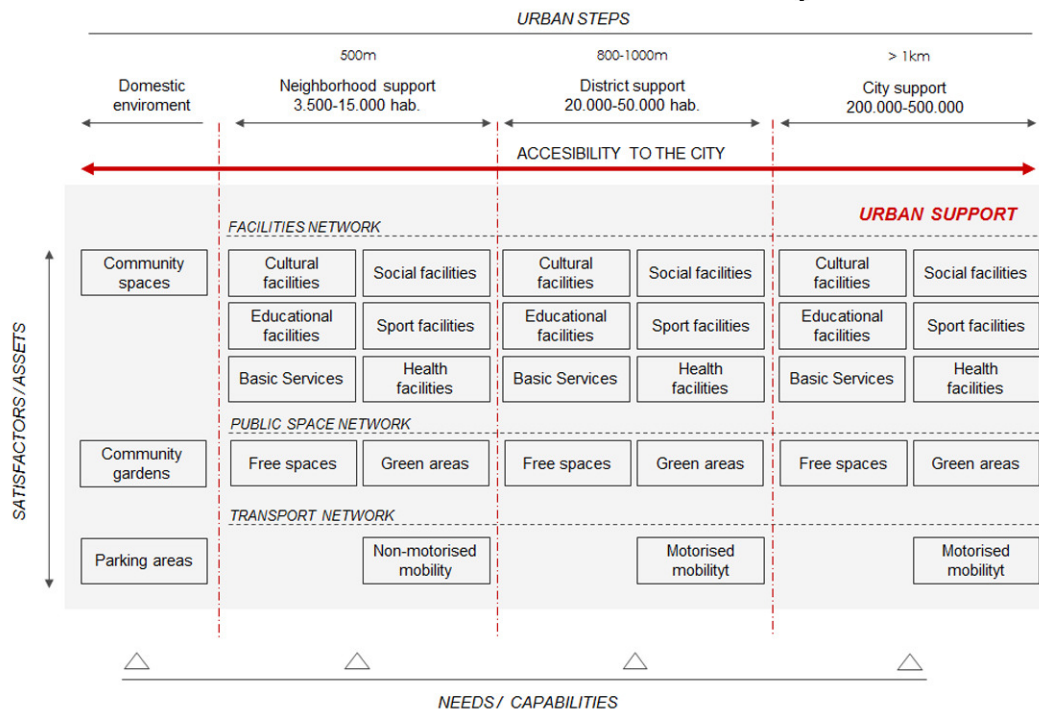 URBAN STEPS
500m
800-1000m
> 1km
Domestic
enviroment
Neighborhood support
3.500-15.000 hab.
District support
20.000-50.000 hab.
City support
200.000-500.000
ACCESIBILITY TO THE CITY
URBAN SUPPORT
FACILITIES NETWORK
Community
spaces
Cultural
facilities
Social facilities
Cultural
facilities
Social facilities
Cultural
facilities
Social facilities
Educational
facilities
Sport facilities
Educational
facilities
Sport facilities
Educational
facilities
Sport facilities
Basic Services
Health
facilities
Basic Services
Health
facilities
Basic Services
Health
facilities
PUBLIC SPACE NETWORK
Community
gardens
Free spaces
Green areas
Free spaces
Green areas
Free spaces
Green areas
TRANSPORT NETWORK
Parking areas
Non-motorised
mobility
Motorised
mobilityt
Motorised
mobilityt
SATISFACTORS / ASSETS
NEEDS / CAPABILITIES